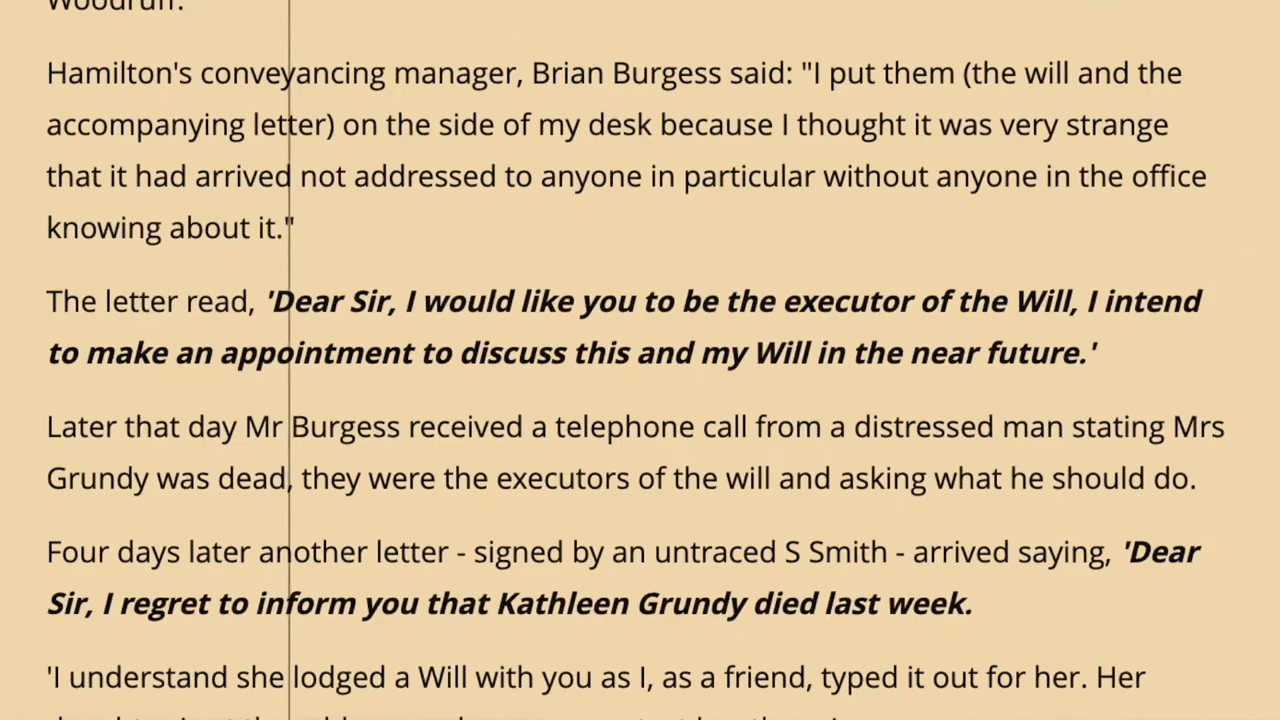 Woodruff.
Hamilton's conveyancing manager, Brian Burgess said: "I put them (the will and the
accompanying letter) on the side of my desk because I thought it was very strange
that it had arrived not addressed to anyone in particular without anyone in the office
knowing about it."
The letter read, 'Dear Sir, I would like you to be the executor of the Will, I intend
to make an appointment to discuss this and my Will in the near future.'
Later that day Mr Burgess received a telephone call from a distressed man stating Mrs
Grundy was dead, they were the executors of the will and asking what he should do.
Four days later another letter - signed by an untraced S Smith - arrived saying, 'Dear
Sir, I regret to inform you that Kathleen Grundy died last week.
'I understand she lodged a Will with you as I, as a friend, typed it out for her. Her